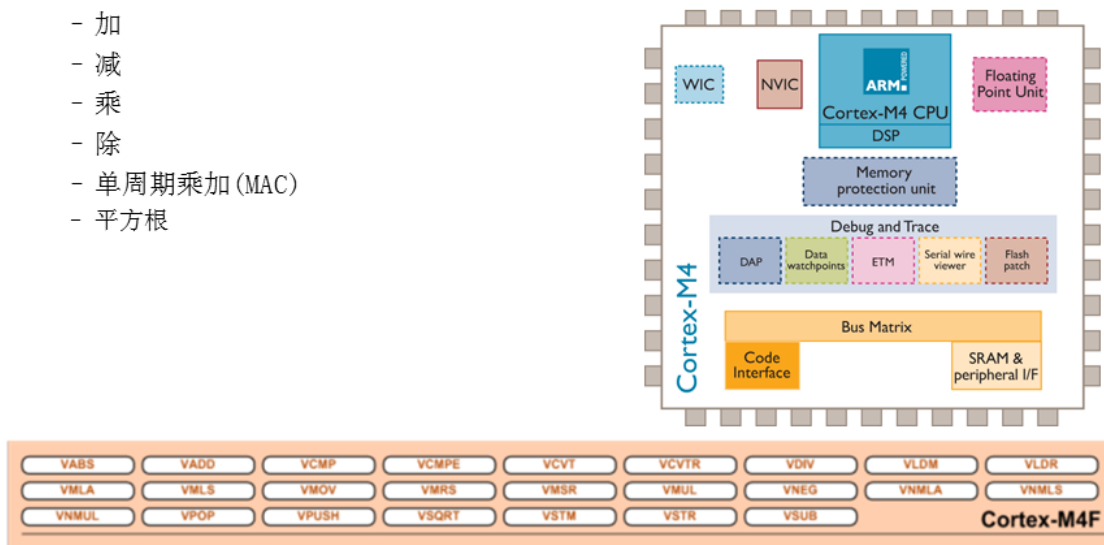 - 加
- 减
- 乘
- 除
- 单周期乘加(MAC)
- 平方根
WIC
NVIC
ARM POWERED
Cortex-M4 CPU
DSP
Floating
Point Unit
Memory
protection unit
Debug and Trace
DAP
Data
watchpoints
ETM
Serial wire
viewer
Flash
patch
Cortex-M4
Bus Matrix
Code
Interface
SRAM &
peripheral I/F
VABS VADD VCMP VCMPE VCVT VCVTR VDIV VLDM VLDR
VMLA VMLS VMOV VMRS VMSR VMUL VNEG VNMLA VNMLS
VNMUL VPOP VPUSH VSQRT VSTM VSTR VSUB
Cortex-M4F